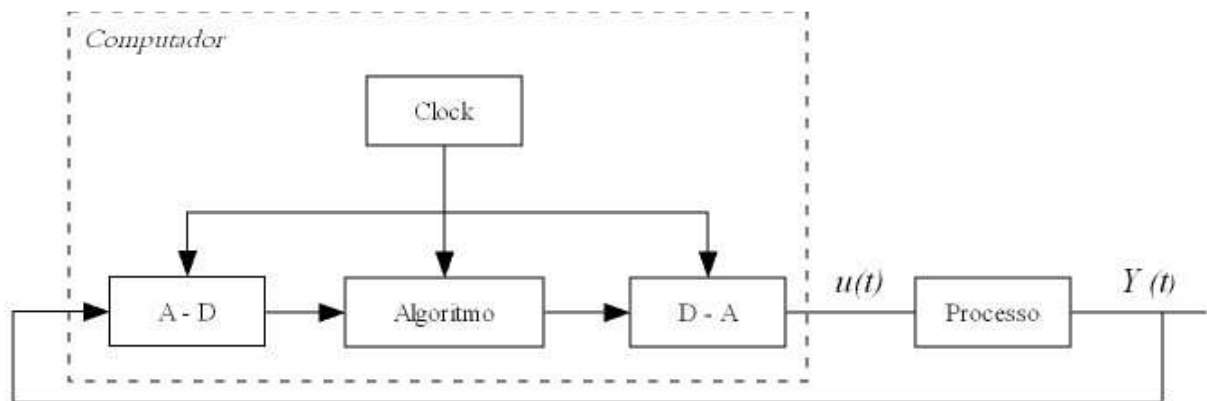 Computador
Clock
A - D
Algoritmo
D - A
u(t)
Processo
Y (t)